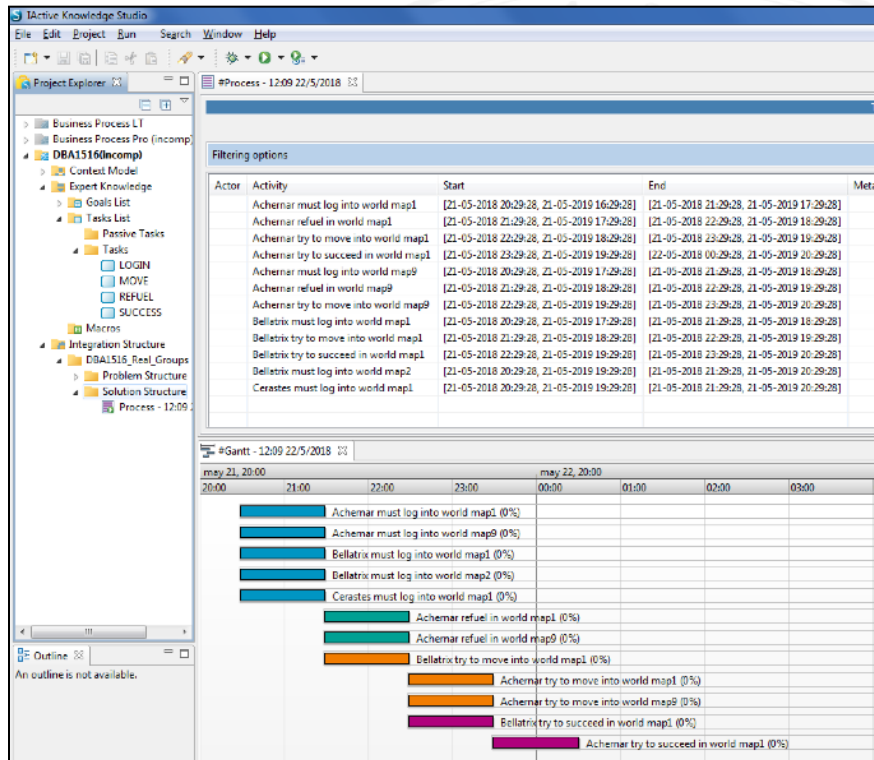 IActive Knowledge Studio
File Edit Project Run Search Window Help
Project Explorer
Business Process LT
Business Process Pro (incomp)
DBA1516(incomp)
Context Model
Expert Knowledge
Goals List
Tasks List
Passive Tasks
Tasks
LOGIN
MOVE
REFUEL
SUCCESS
Macros
Integration Structure
DBA1516_Real_Groups
Problem Structure
Solution Structure
Process - 12:09
Outline
An outline is not available.
#Process - 12:09 22/5/2018
Filtering options
Actor Activity Start End Meta
Achernar must log into world map1 [21-05-2018 20:29:28, 21-05-2019 16:29:28] [21-05-2018 21:29:28, 21-05-2019 17:29:28]
Achernar refuel in world map1 [21-05-2018 21:29:28, 21-05-2019 17:29:28] [21-05-2018 22:29:28, 21-05-2019 18:29:28]
Achernar try to move into world map1 [21-05-2018 22:29:28, 21-05-2019 18:29:28] [21-05-2018 23:29:28, 21-05-2019 19:29:28]
Achernar try to succeed in world map1 [21-05-2018 23:29:28, 21-05-2019 19:29:28] [22-05-2018 00:29:28, 21-05-2019 20:29:28]
Achernar must log into world map9 [21-05-2018 20:29:28, 21-05-2019 17:29:28] [21-05-2018 21:29:28, 21-05-2019 18:29:28]
Achernar refuel in world map9 [21-05-2018 21:29:28, 21-05-2019 18:29:28] [21-05-2018 22:29:28, 21-05-2019 19:29:28]
Achernar try to move into world map9 [21-05-2018 22:29:28, 21-05-2019 19:29:28] [21-05-2018 23:29:28, 21-05-2019 20:29:28]
Bellatrix must log into world map1 [21-05-2018 20:29:28, 21-05-2019 17:29:28] [21-05-2018 21:29:28, 21-05-2019 18:29:28]
Bellatrix try to move into world map1 [21-05-2018 21:29:28, 21-05-2019 18:29:28] [21-05-2018 22:29:28, 21-05-2019 19:29:28]
Bellatrix try to succeed in world map1 [21-05-2018 22:29:28, 21-05-2019 19:29:28] [21-05-2018 23:29:28, 21-05-2019 20:29:28]
Bellatrix must log into world map2 [21-05-2018 20:29:28, 21-05-2019 19:29:28] [21-05-2018 21:29:28, 21-05-2019 20:29:28]
Cerastes must log into world map1 [21-05-2018 20:29:28, 21-05-2019 19:29:28] [21-05-2018 21:29:28, 21-05-2019 20:29:28]
#Gantt - 12:09 22/5/2018
may 21, 20:00 may 22, 20:00
20:00 21:00 22:00 23:00 00:00 01:00 02:00 03:00
Achernar must log into world map1 (0%)
Achernar must log into world map9 (0%)
Bellatrix must log into world map1 (0%)
Bellatrix must log into world map2 (0%)
Cerastes must log into world map1 (0%)
Achernar refuel in world map1 (0%)
Achernar refuel in world map9 (0%)
Bellatrix try to move into world map1 (0%)
Achernar try to move into world map1 (0%)
Achernar try to move into world map9 (0%)
Bellatrix try to succeed in world map1 (0%)
Achernar try to succeed in world map1 (0%)